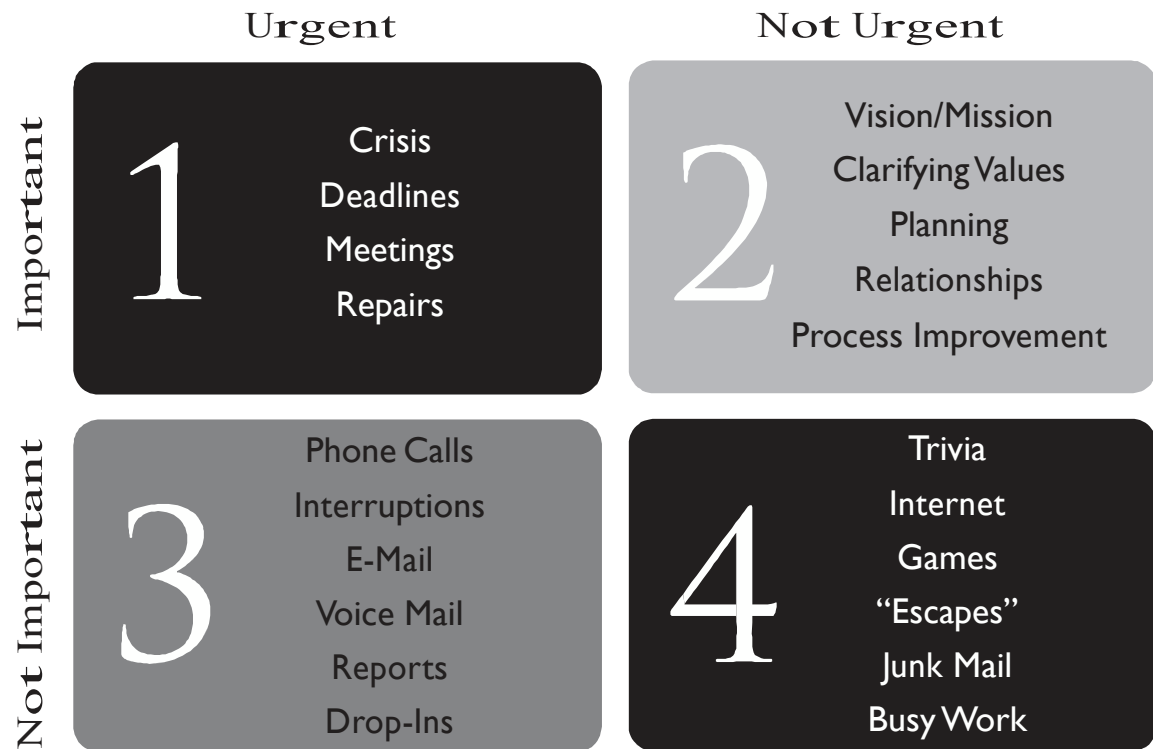 Urgent
Not Urgent
Important
1
Crisis
Deadlines
Meetings
Repairs
2
Vision/Mission
Clarifying Values
Planning
Relationships
Process Improvement
Not Important
3
Phone Calls
Interruptions
E-Mail
Voice Mail
Reports
Drop-Ins
4
Trivia
Internet
Games
“Escapes”
Junk Mail
Busy Work